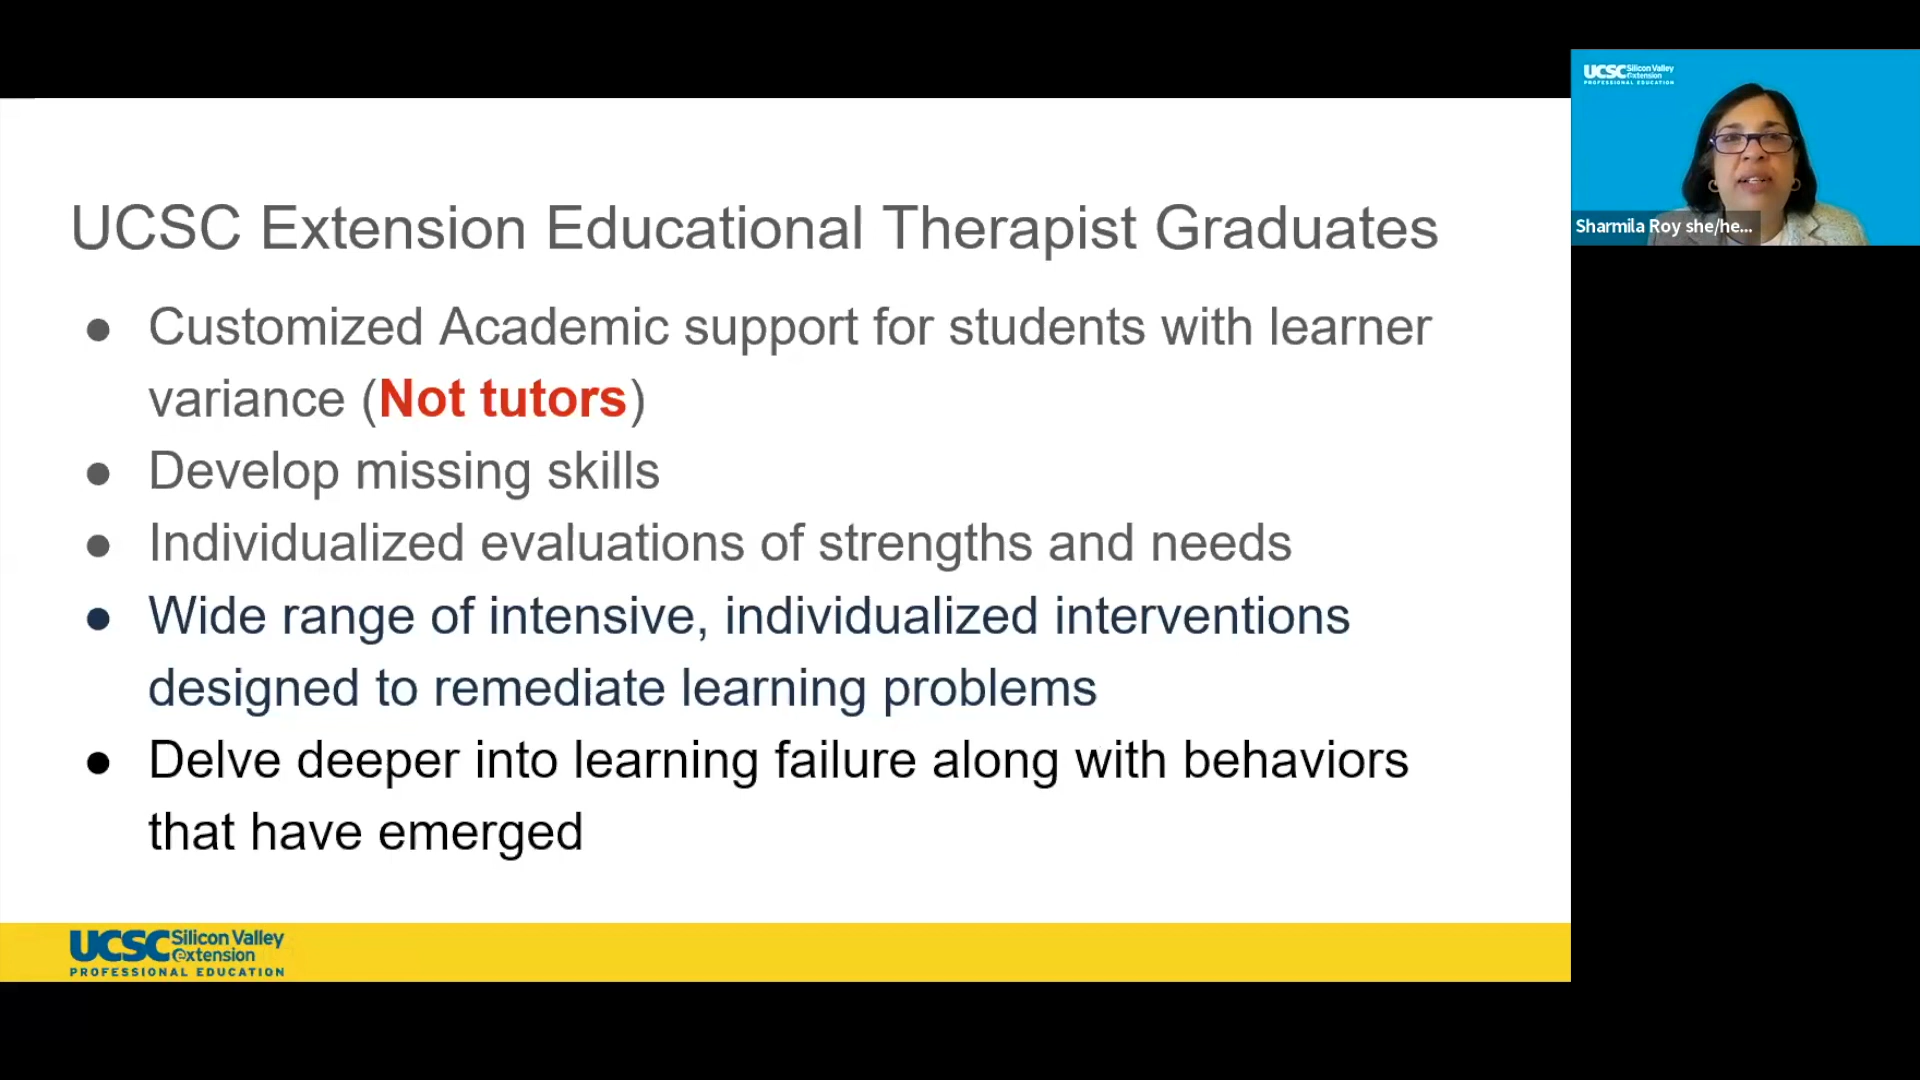 UCSC Silicon Valley
extension
PROFESSIONAL EDUCATION
Sharmila Roy she/he...
UCSC Extension Educational Therapist Graduates
● Customized Academic support for students with learner
variance (Not tutors)
● Develop missing skills
● Individualized evaluations of strengths and needs
● Wide range of intensive, individualized interventions
designed to remediate learning problems
● Delve deeper into learning failure along with behaviors
that have emerged
UCSC Silicon Valley
extension
PROFESSIONAL EDUCATION